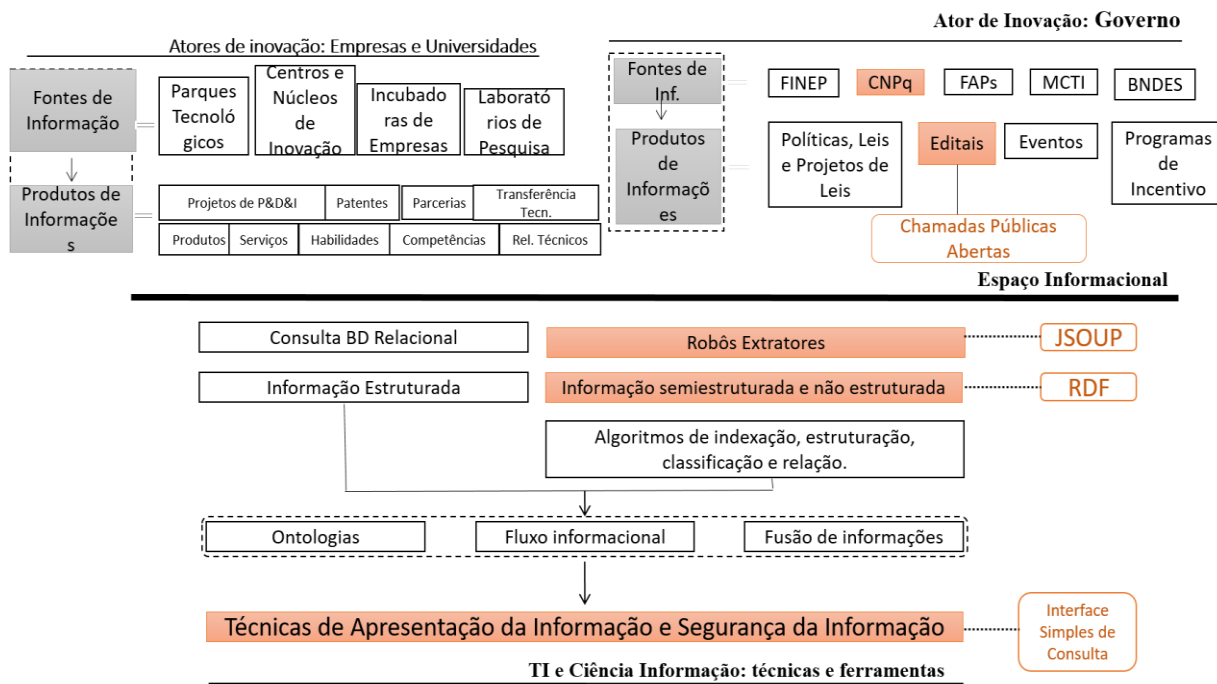 Ator de Inovação: Governo
Atores de inovação: Empresas e Universidades
Fontes de
Informação
Parques
Tecnoló
gicos
Centros e
Núcleos
de
Inovação
Incubado
ras de
Empresas
Laborató
rios de
Pesquisa
Produtos de
Informaçõe
s
Projetos de P&D&I
Patentes
Parcerias
Transferência
Tecn.
Produtos
Serviços
Habilidades
Competências
Rel. Técnicos
Fontes de
Inf.
FINEP
CNPq
FAPs
MCTI
BNDES
Produtos
de
Informaçõ
es
Políticas, Leis
e Projetos de
Leis
Editais
Eventos
Programas
de
Incentivo
Chamadas Públicas
Abertas
Espaço Informacional
Consulta BD Relacional
Robôs Extratores
JSOUP
Informação Estruturada
Informação semiestruturada e não estruturada
RDF
Algoritmos de indexação, estruturação,
classificação e relação.
Ontologias
Fluxo informacional
Fusão de informações
Técnicas de Apresentação da Informação e Segurança da Informação
Interface
Simples de
Consulta
TI e Ciência Informação: técnicas e ferramentas